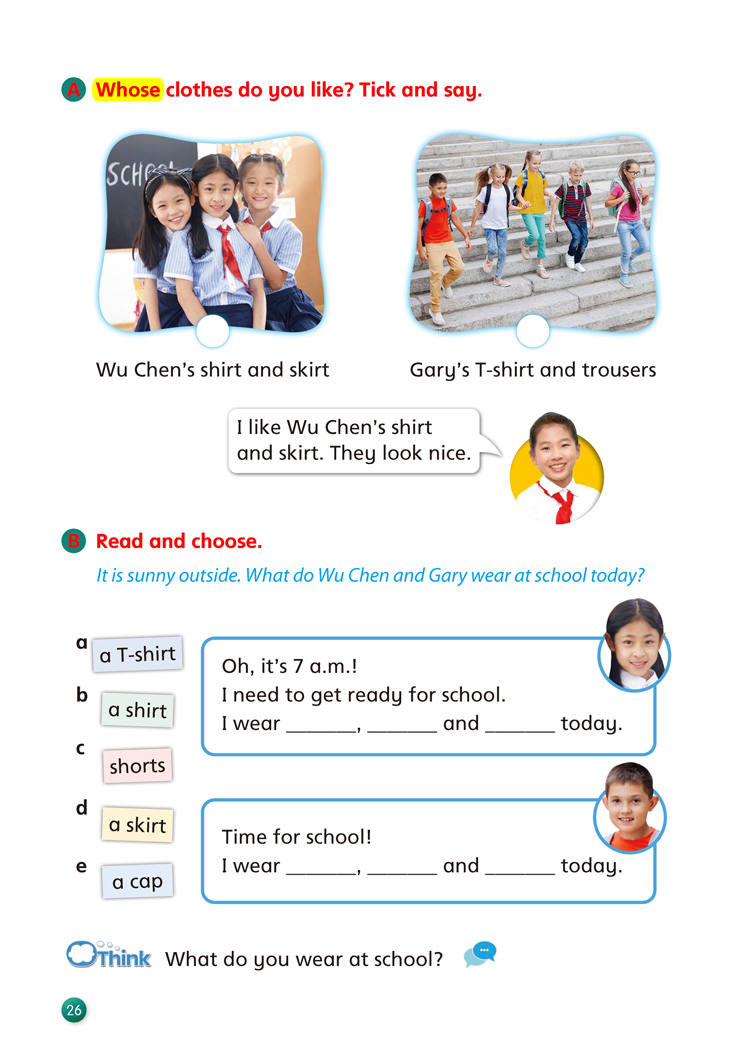 A Whose clothes do you like? Tick and say.
SCHOOL
Wu Chen's shirt and skirt
Gary's T-shirt and trousers
I like Wu Chen's shirt
and skirt. They look nice.
B Read and choose.
It is sunny outside. What do Wu Chen and Gary wear at school today?
a a T-shirt
b a shirt
c shorts
d a skirt
e a cap
Oh, it's 7 a.m.!
I need to get ready for school.
I wear _______, _______ and _______ today.
Time for school!
I wear _______, _______ and _______ today.
Think What do you wear at school?
26